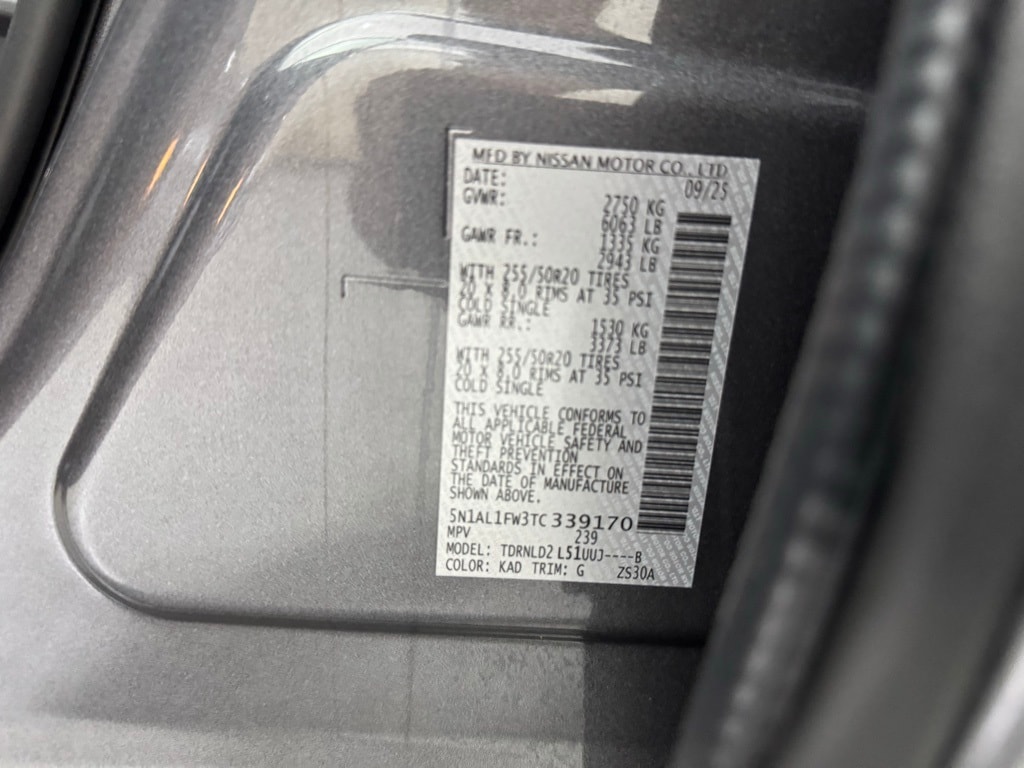 MFD BY NISSAN MOTOR CO., LTD
DATE: 09/25
GVWR: 2750 KG
6063 LB
GAWR FR.: 1335 KG
2943 LB
WITH 255/50R20 TIRES
20 X 8.0 RIMS AT 35 PSI
COLD SINGLE
GAWR RR.: 1530 KG
3373 LB
WITH 255/50R20 TIRES
20 X 8.0 RIMS AT 35 PSI
COLD SINGLE
THIS VEHICLE CONFORMS TO
ALL APPLICABLE FEDERAL
MOTOR VEHICLE SAFETY AND
THEFT PREVENTION
STANDARDS IN EFFECT ON
THE DATE OF MANUFACTURE
SHOWN ABOVE.
5N1AL1FW3TC339170
MPV 239
MODEL: TDRNLD2 L51UUJ----B
COLOR: KAD TRIM: G ZS30A